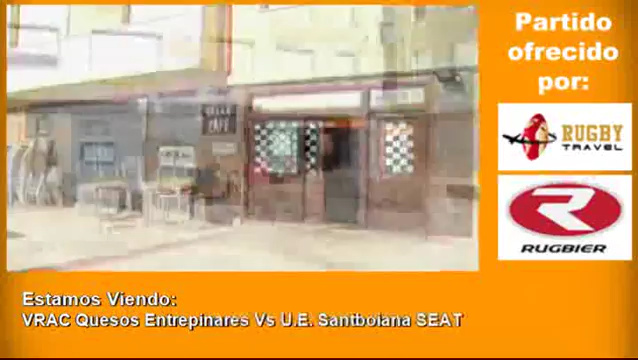 Partido
ofrecido
por:
RUGBY
TRAVEL
R
RUGBIER
Estamos Viendo:
VRAC Quesos Entrepinares Vs U.E. Santboiana SEAT